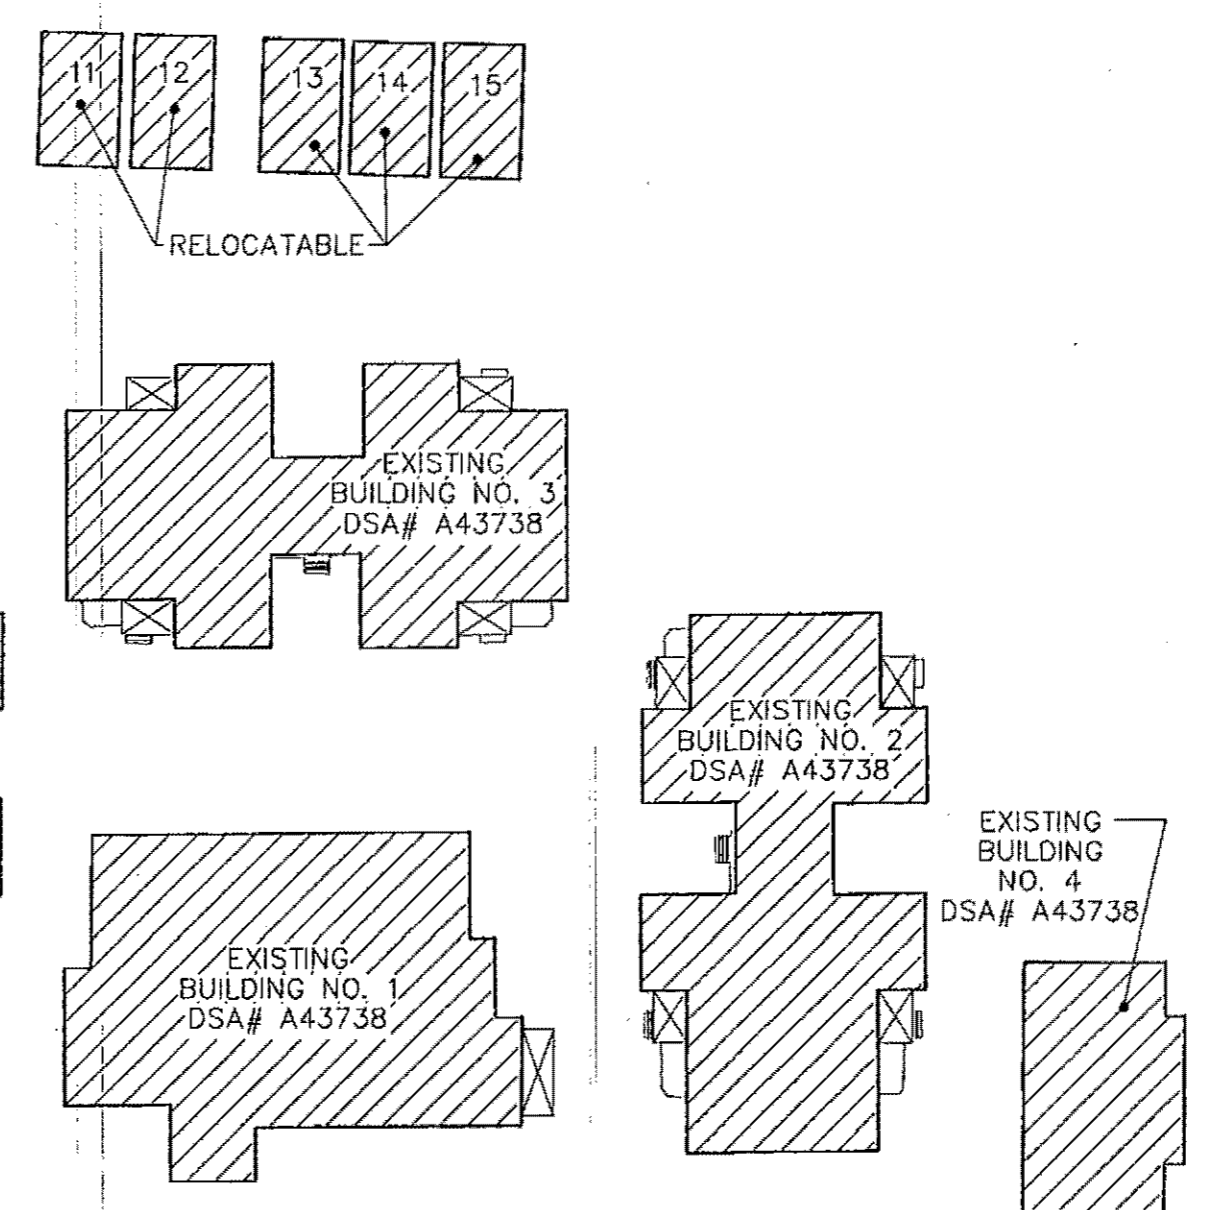 11 12 13 14 15
RELOCATABLE
EXISTING
BUILDING NO. 3
DSA# A43738
EXISTING
BUILDING NO. 2
DSA# A43738
EXISTING
BUILDING
NO. 4
DSA# A43738
EXISTING
BUILDING NO. 1
DSA# A43738